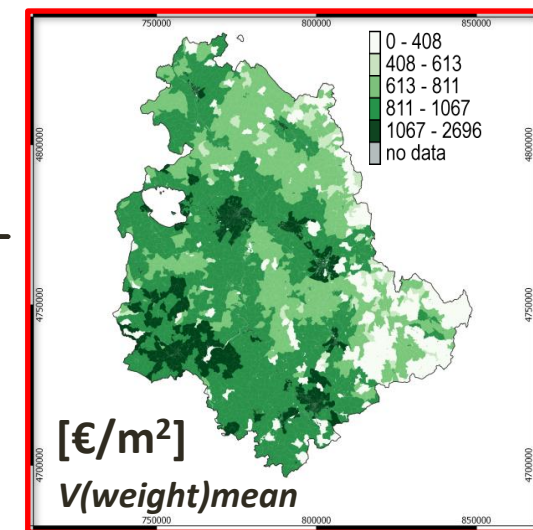 750000 800000 850000
0 - 408
408 - 613
613 - 811
811 - 1067
1067 - 2696
no data
4800000 4800000
4750000 4750000
4700000 4700000
[€/m²]
V(weight)mean
750000 800000 850000